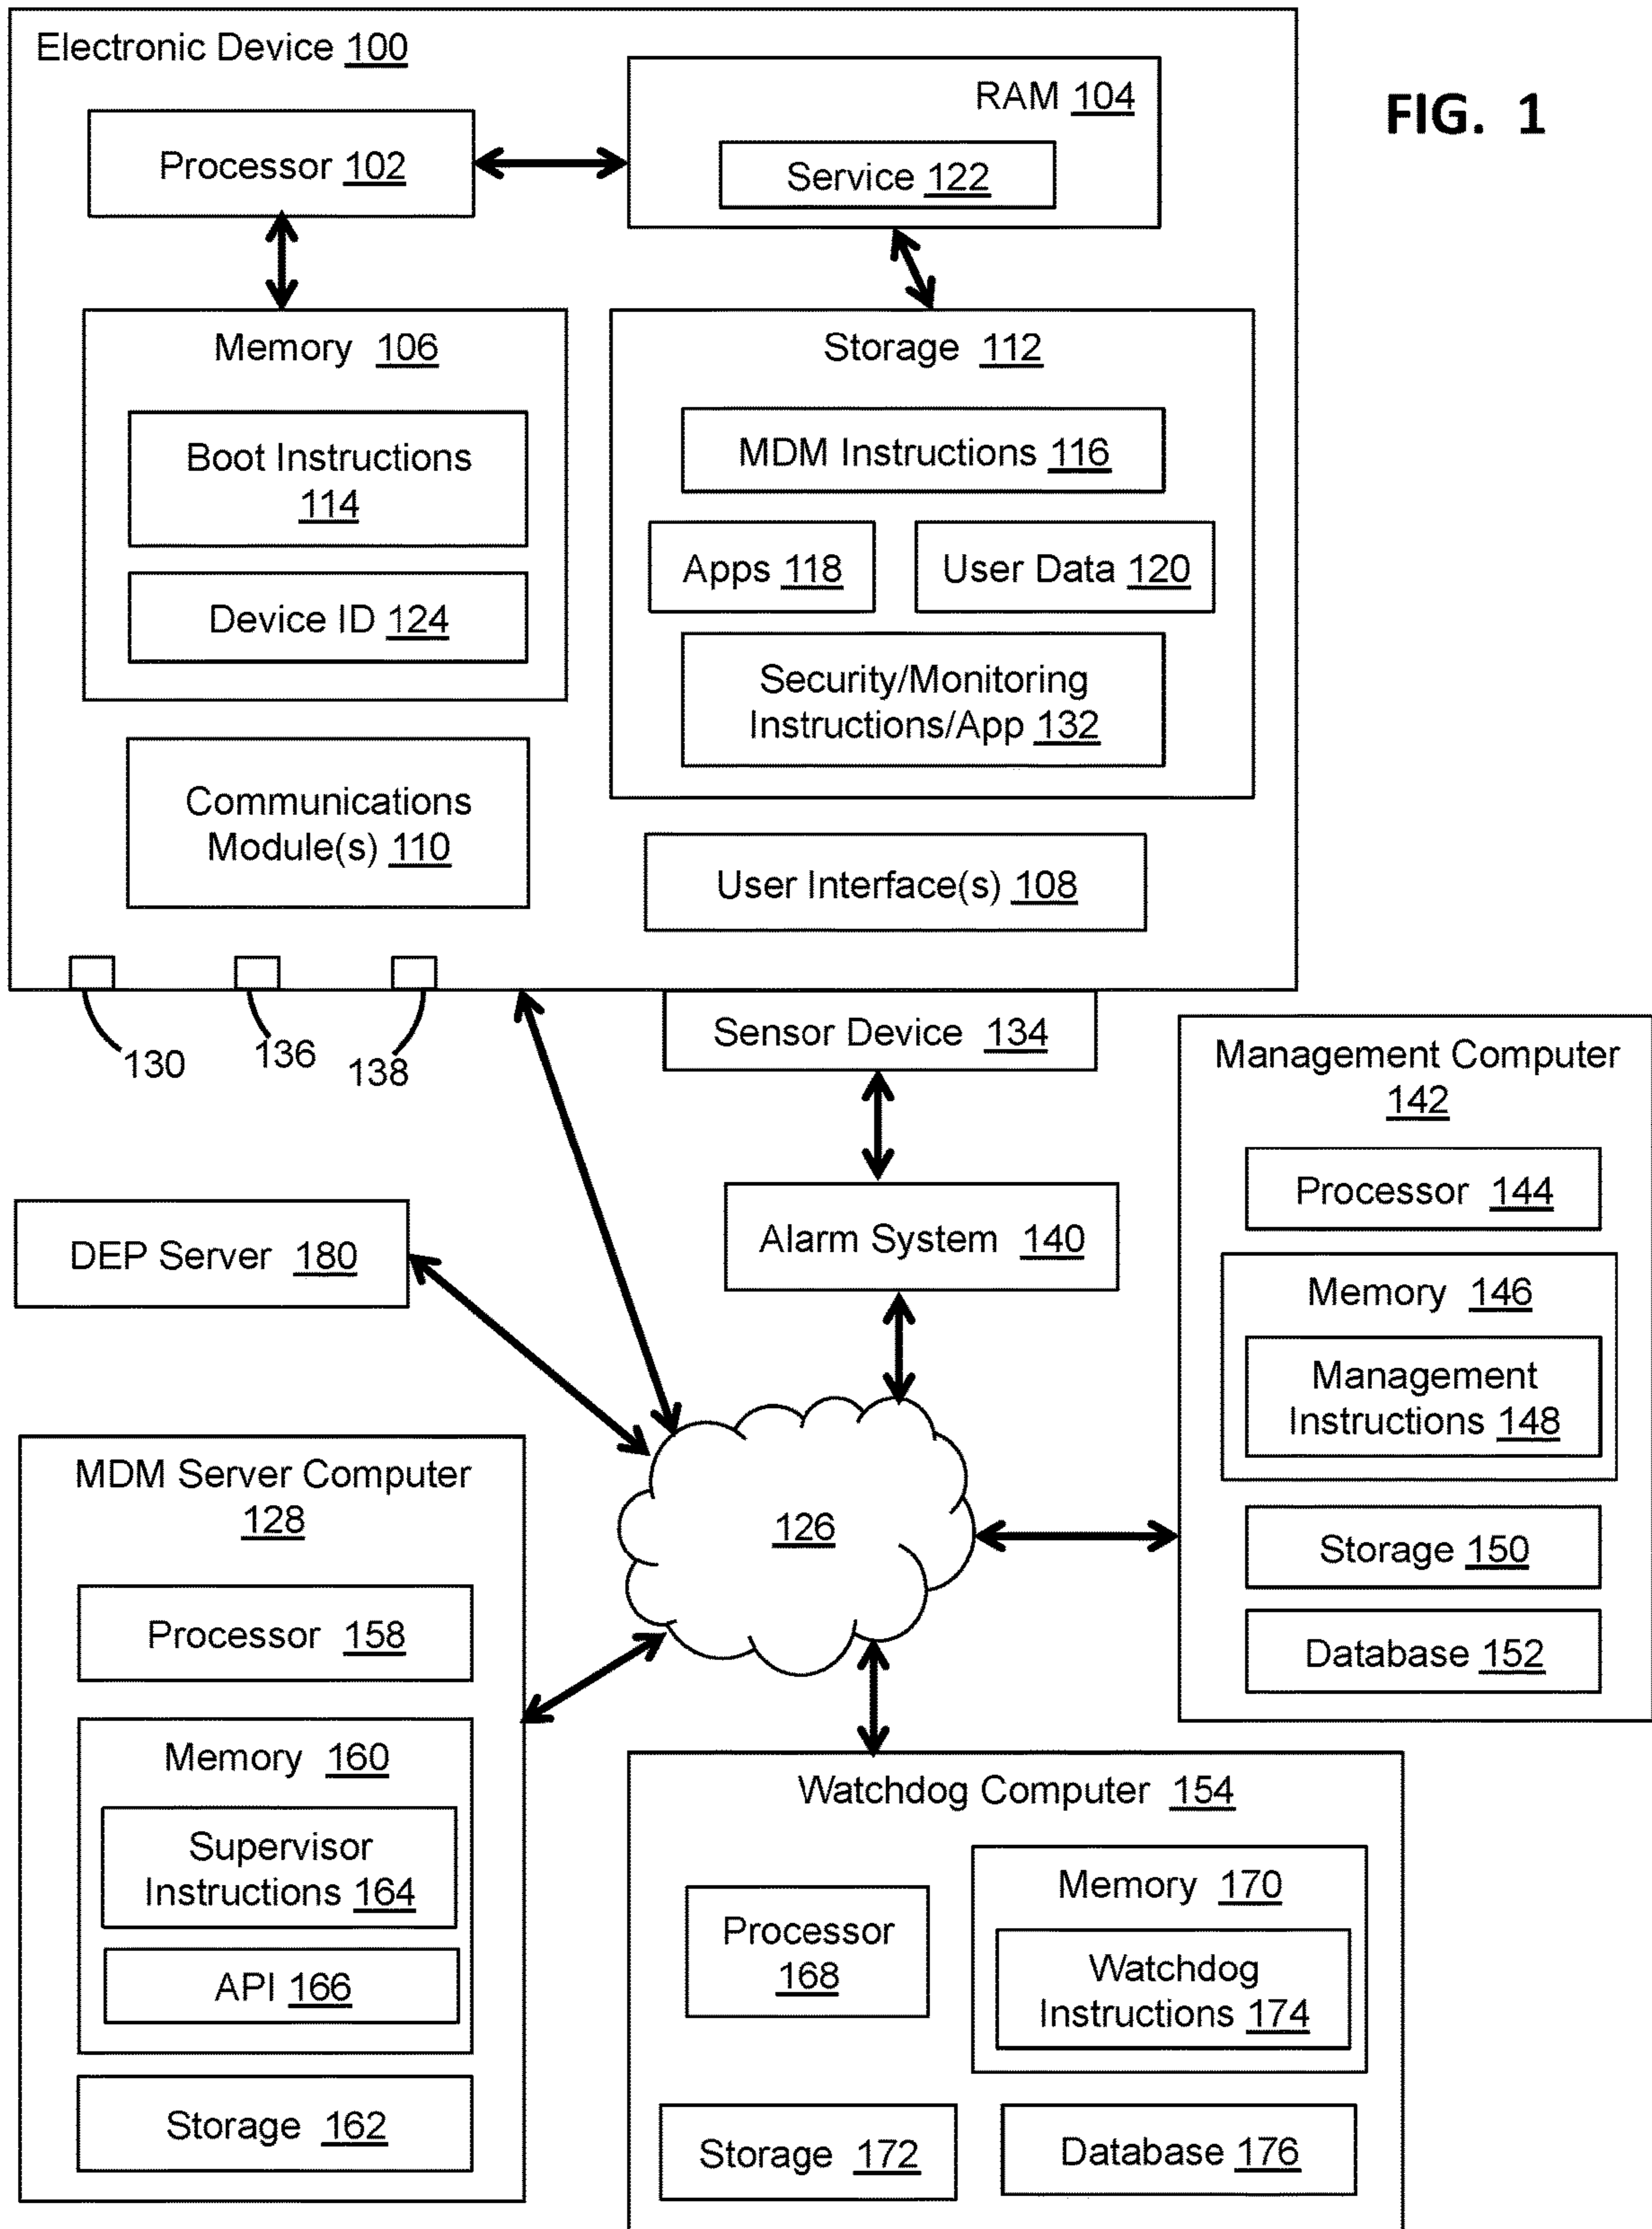 Electronic Device 100
FIG. 1
Processor 102
RAM 104
Service 122
Memory 106
Boot Instructions
114
Device ID 124
Storage 112
MDM Instructions 116
Apps 118
User Data 120
Security/Monitoring
Instructions/App 132
Communications
Module(s) 110
User Interface(s) 108
130
136
138
Sensor Device 134
Management Computer
142
Processor 144
Memory 146
Management
Instructions 148
Storage 150
Database 152
Alarm System 140
DEP Server 180
126
MDM Server Computer
128
Processor 158
Memory 160
Supervisor
Instructions 164
API 166
Storage 162
Watchdog Computer 154
Processor
168
Memory 170
Watchdog
Instructions 174
Storage 172
Database 176